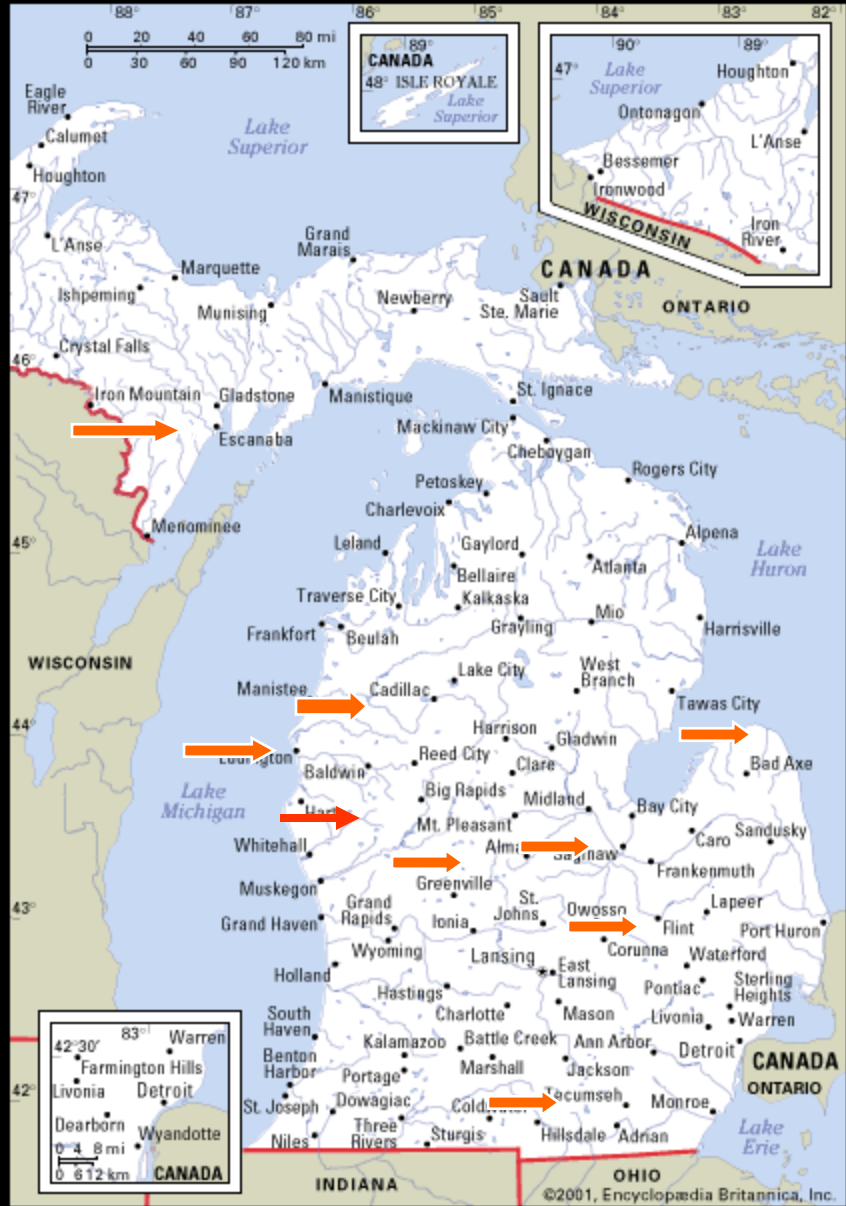 88°
87°
86°
85°
84°
83°
82°
0 20 40 60 80 mi
0 30 60 90 120 km
89°
CANADA
48° ISLE ROYALE
Lake
Superior
90°
89°
47°
Lake
Superior
Houghton
Ontonagon
L'Anse
Bessemer
Ironwood
WISCONSIN
Iron
River
Eagle
River
Calumet
Houghton
Lake
Superior
47°
L'Anse
Grand
Marais
Marquette
Ishpeming
Munising
Newberry
Sault
Ste. Marie
CANADA
ONTARIO
Crystal Falls
46°
Iron Mountain
Gladstone
Escanaba
Manistique
St. Ignace
Mackinaw City
Cheboygan
Rogers City
Petoskey
Charlevoix
Menominee
45°
Leland
Gaylord
Alpena
Lake
Huron
Atlanta
Bellaire
Traverse City
Kalkaska
Mio
Frankfort
Beulah
Grayling
Harrisville
WISCONSIN
Lake City
West
Branch
Manistee
Cadillac
Tawas City
44°
Harrison
Gladwin
Ludington
Reed City
Baldwin
Clare
Bad Axe
Lake
Michigan
Big Rapids
Midland
Bay City
Mt. Pleasant
Caro
Sandusky
Whitehall
Saginaw
Frankenmuth
Muskegon
Greenville
43°
Grand
Rapids
St.
Johns
Owosso
Lapeer
Grand Haven
Ionia
Flint
Port Huron
Wyoming
Corunna
Waterford
Lansing
East
Lansing
Holland
Pontiac
Sterling
Heights
Hastings
Charlotte
Mason
Livonia
Warren
South
Haven
Kalamazoo
Battle Creek
Ann Arbor
Detroit
Benton
Harbor
Portage
Marshall
Jackson
CANADA
ONTARIO
42°
St. Joseph
Dowagiac
Tecumseh
Monroe
Niles
Three
Rivers
Sturgis
Hillsdale
Adrian
Lake
Erie
83°
42°30'
Warren
Farmington Hills
Livonia
Detroit
Dearborn
Wyandotte
0 4 8 mi
0 6 12 km
CANADA
INDIANA
OHIO
©2001, Encyclopædia Britannica, Inc.